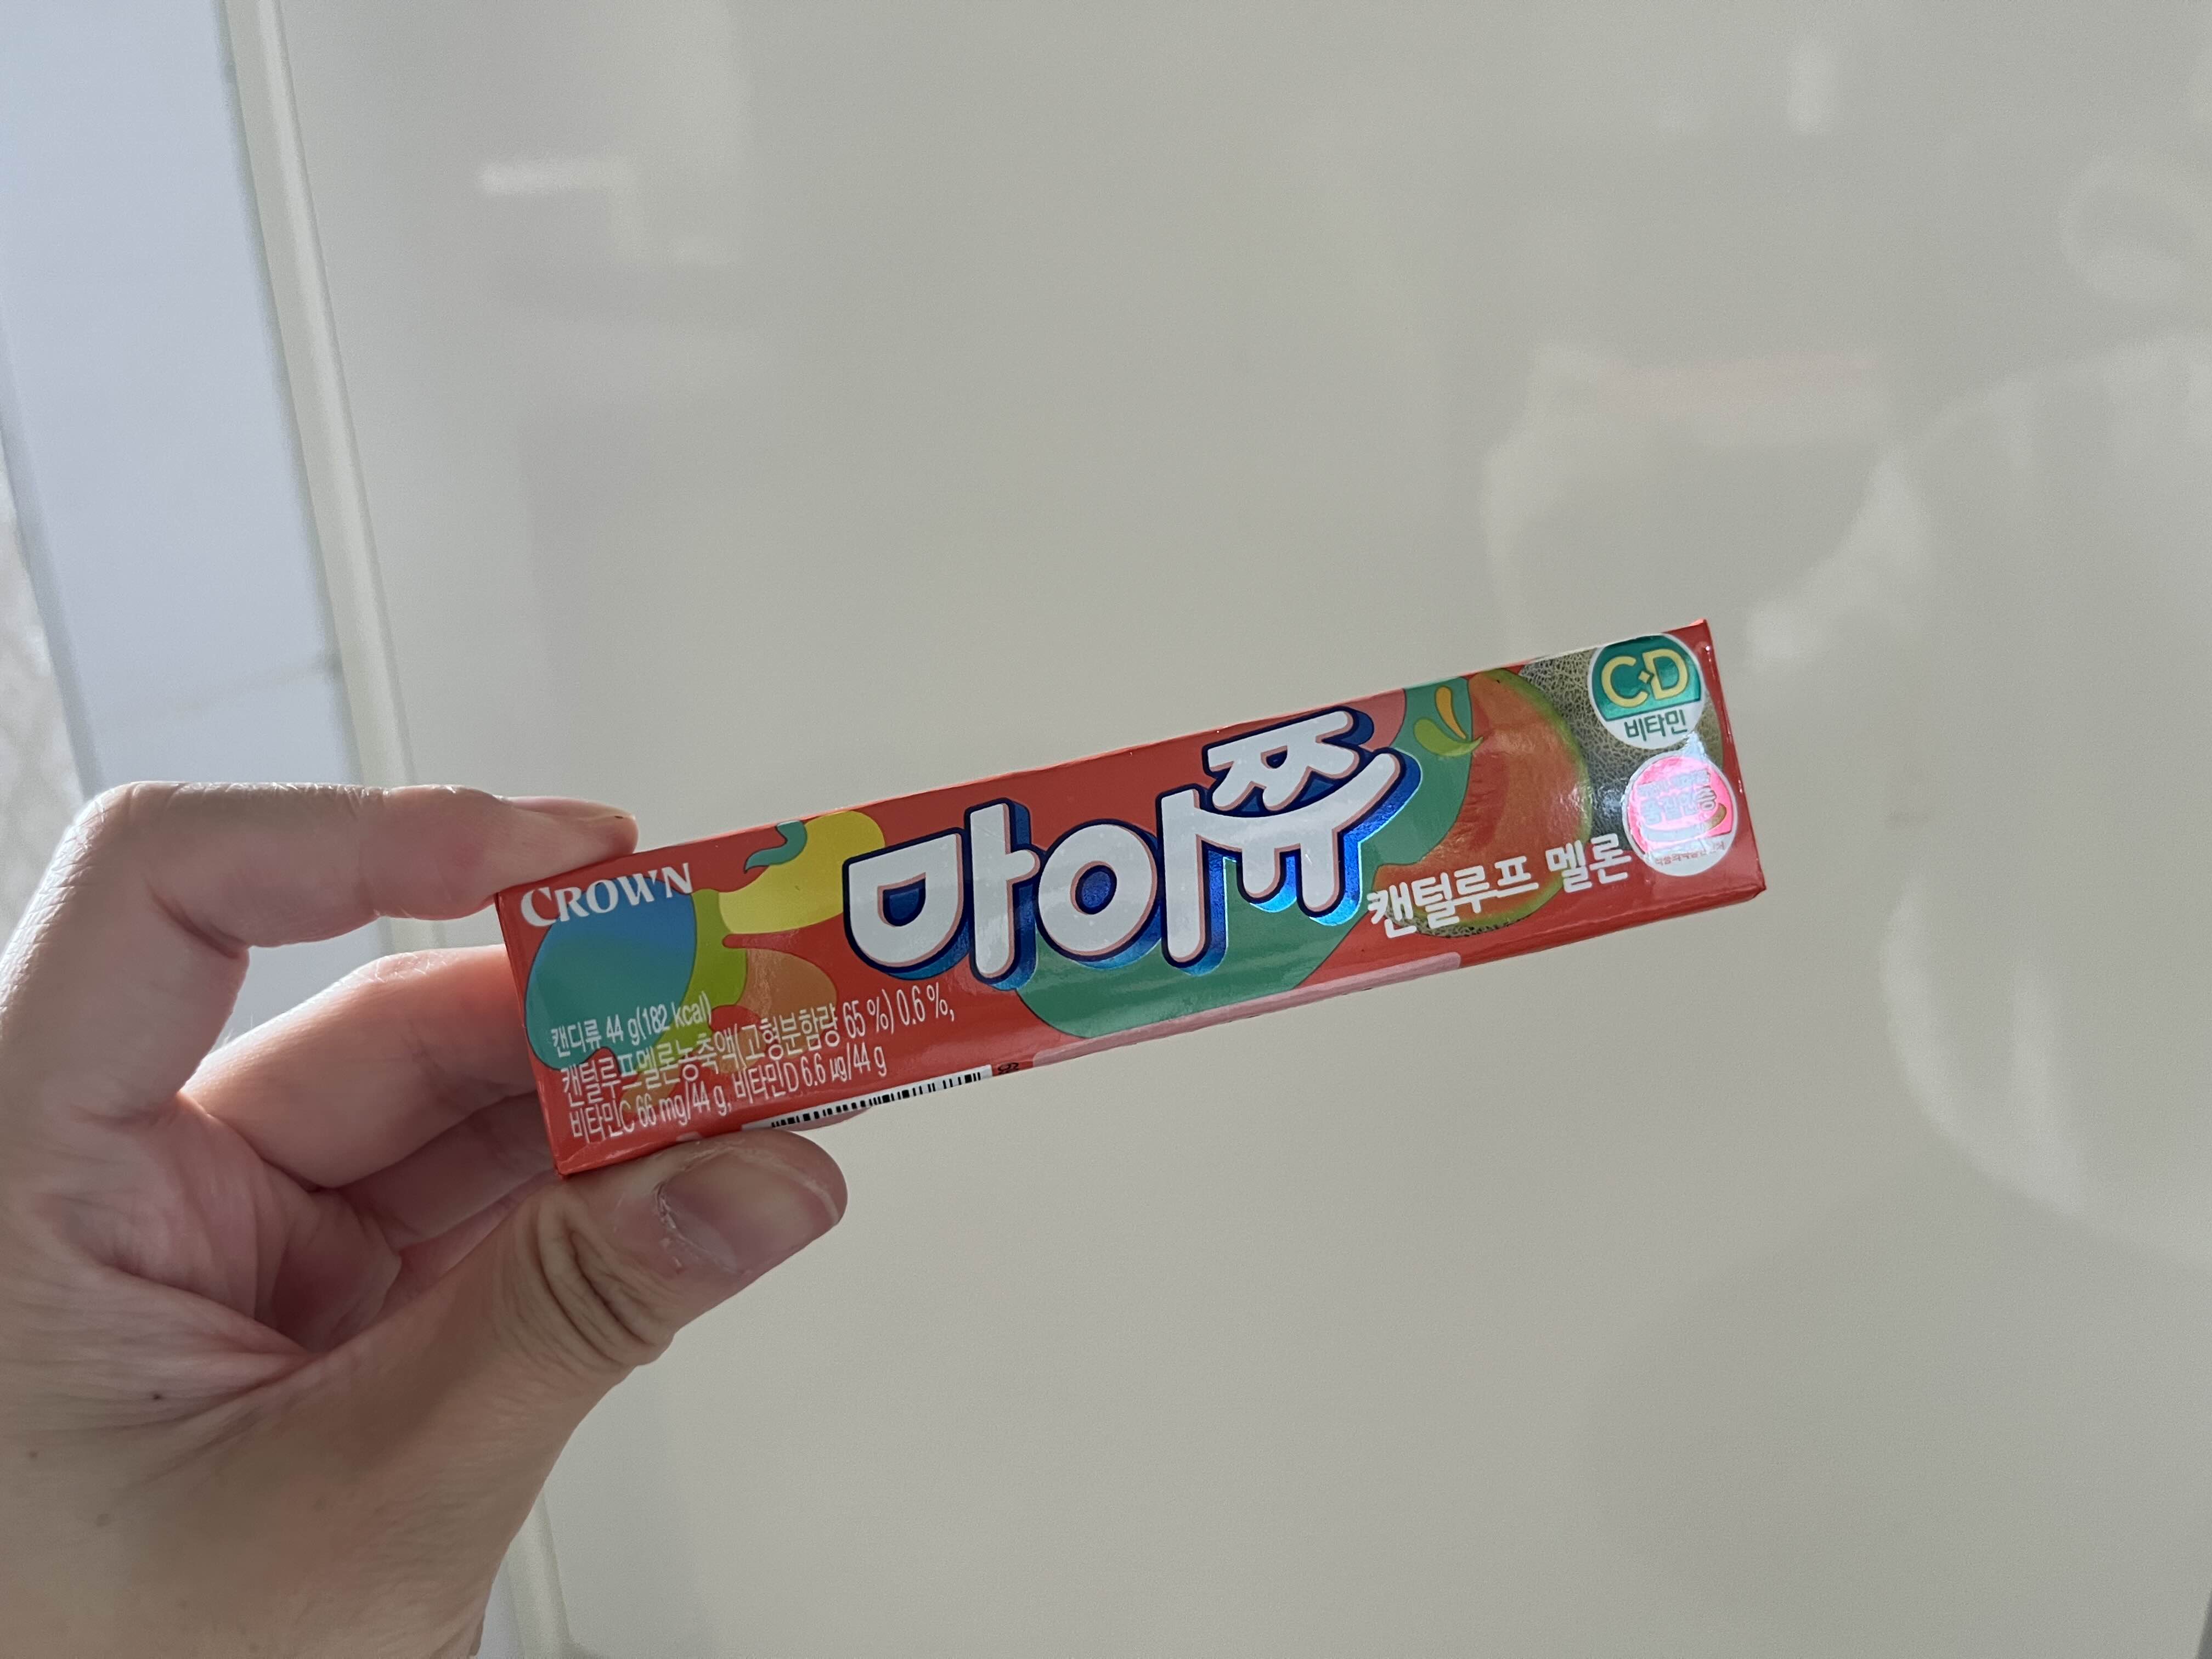 CROWN
마이쮸
캔털루프 멜론
C·D
비타민
캔디류 44 g(182 kcal)
캔털루프멜론농축액(고형분함량 65 %) 0.6 %,
비타민C 66 mg/44 g, 비타민D 6.6 µg/44 g